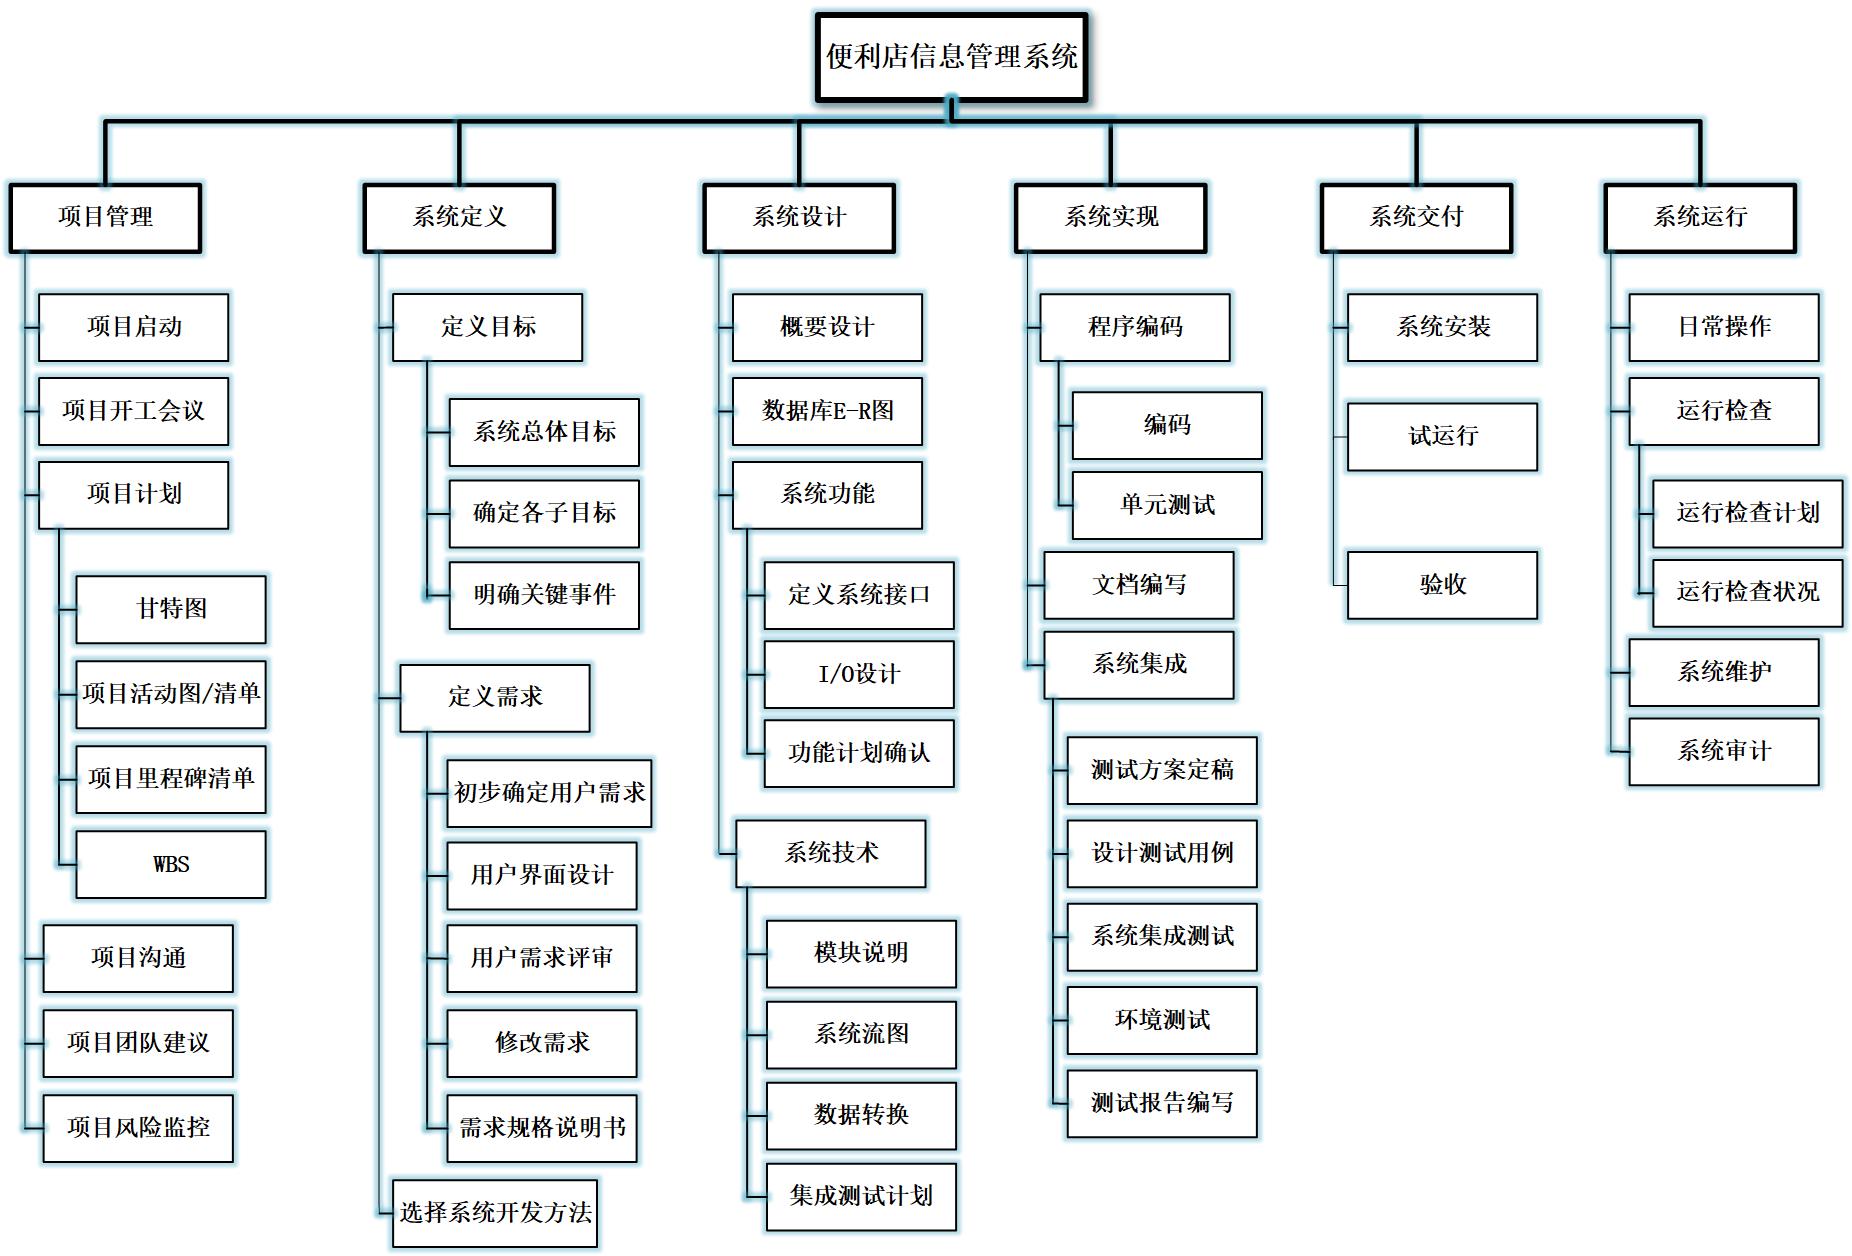 便利店信息管理系统
项目管理
项目启动
项目开工会议
项目计划
甘特图
项目活动图/清单
项目里程碑清单
WBS
项目沟通
项目团队建议
项目风险监控
系统定义
定义目标
系统总体目标
确定各子目标
明确关键事件
定义需求
初步确定用户需求
用户界面设计
用户需求评审
修改需求
需求规格说明书
选择系统开发方法
系统设计
概要设计
数据库E-R图
系统功能
定义系统接口
I/O设计
功能计划确认
系统技术
模块说明
系统流图
数据转换
集成测试计划
系统实现
程序编码
编码
单元测试
文档编写
系统集成
测试方案定稿
设计测试用例
系统集成测试
环境测试
测试报告编写
系统交付
系统安装
试运行
验收
系统运行
日常操作
运行检查
运行检查计划
运行检查状况
系统维护
系统审计